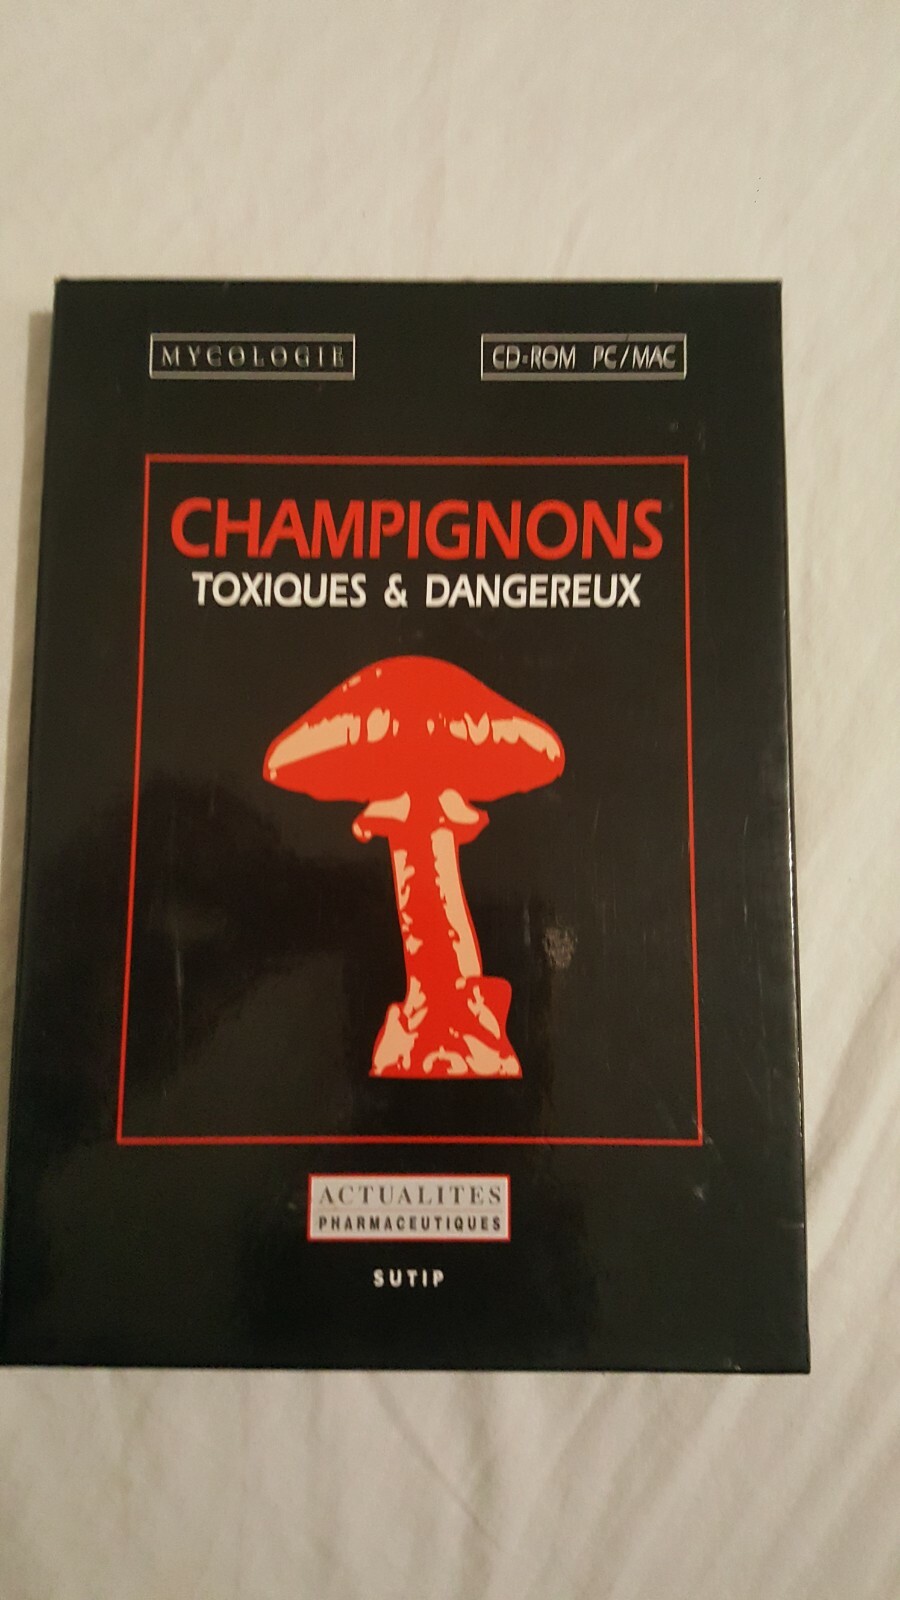 MYCOLOGIE
CD-ROM PC/MAC
CHAMPIGNONS
TOXIQUES & DANGEREUX
ACTUALITES
PHARMACEUTIQUES
SUTIP